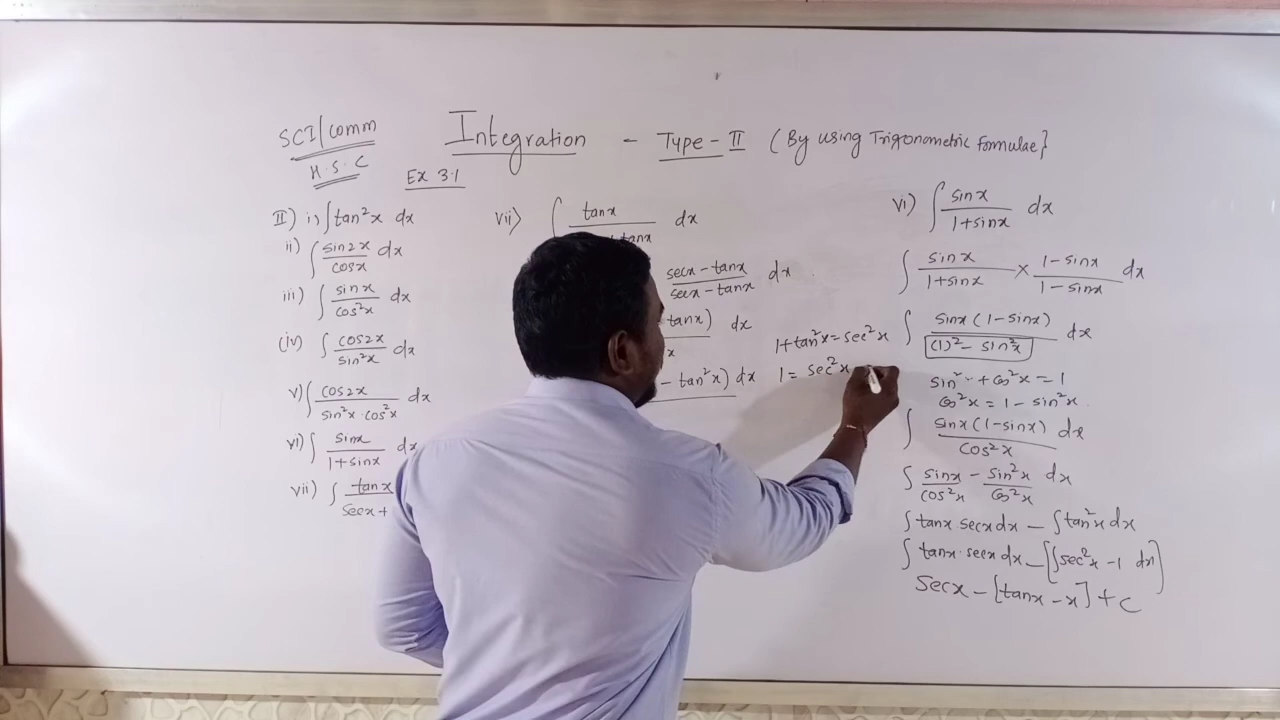 SCI/comm
H.S.C
Integration - Type-II (By using Trigonometric formulae}
Ex 3.1
II) i) ∫tan²x dx
ii) ∫ sin2x/cosx dx
iii) ∫ sinx/cos²x dx
(iv) ∫ cos2x/sin²x dx
v) ∫ cos2x/sin²x·cos²x dx
vi) ∫ sinx/1+sinx dx
vii) ∫ tanx/secx+
vii) ∫ tanx/+tanx dx
secx-tanx/secx-tanx dx
tanx)/x dx
- tan²x) dx
1+tan²x=sec²x
1= sec²x
vi) ∫ sinx/1+sinx dx
∫ sinx/1+sinx × 1-sinx/1-sinx dx
∫ sinx(1-sinx)/(1)²- sin²x dx
sin² + cos²x = 1
cos²x = 1 - sin²x
∫ sinx(1-sinx)/cos²x dx
∫ sinx/cos²x - sin²x/cos²x dx
∫tanx secx dx - ∫tan²x dx
∫ tanx·secx dx - [∫sec²x -1 dx]
secx - [tanx - x] + c